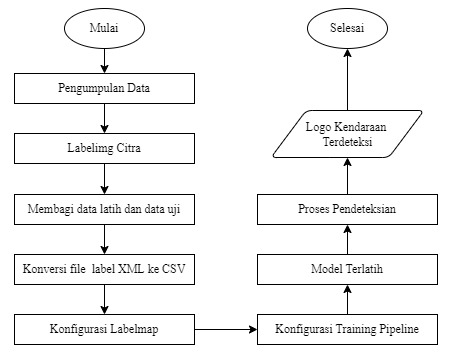 Mulai
Pengumpulan Data
Labelimg Citra
Membagi data latih dan data uji
Konversi file label XML ke CSV
Konfigurasi Labelmap
Konfigurasi Training Pipeline
Model Terlatih
Proses Pendeteksian
Logo Kendaraan
Terdeteksi
Selesai